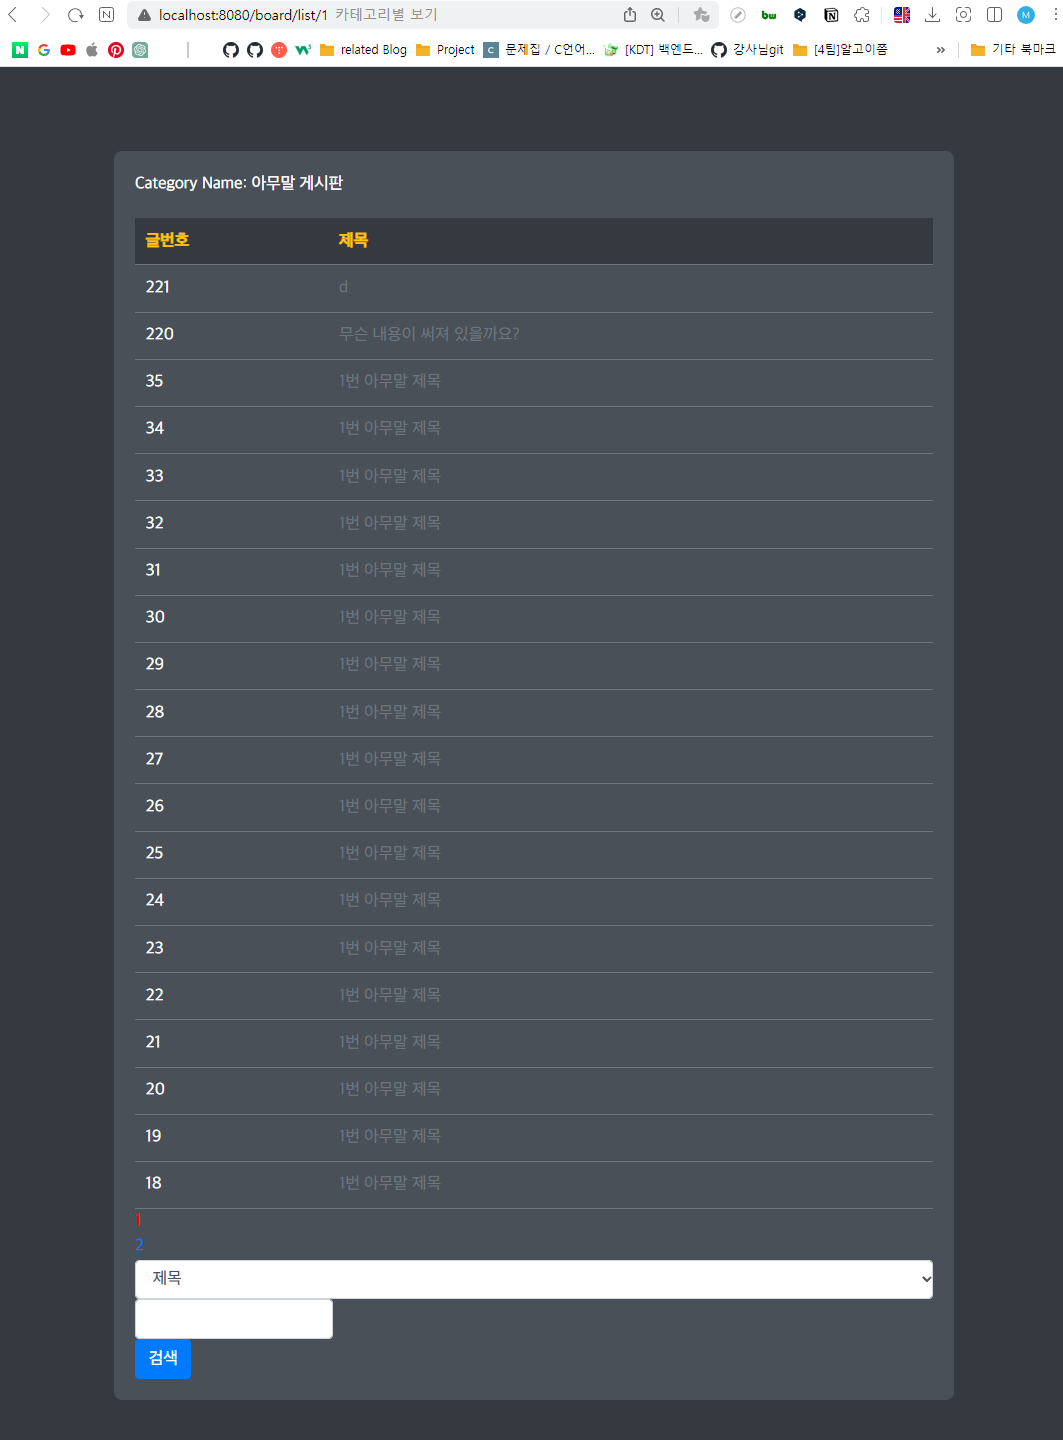 localhost:8080/board/list/1 카테고리별 보기
related Blog Project C 문제집 / C언어... [KDT] 백엔드... 강사님git [4팀]알고이쯤 » 기타 북마크
Category Name: 아무말 게시판
글번호 제목
221 d
220 무슨 내용이 써져 있을까요?
35 1번 아무말 제목
34 1번 아무말 제목
33 1번 아무말 제목
32 1번 아무말 제목
31 1번 아무말 제목
30 1번 아무말 제목
29 1번 아무말 제목
28 1번 아무말 제목
27 1번 아무말 제목
26 1번 아무말 제목
25 1번 아무말 제목
24 1번 아무말 제목
23 1번 아무말 제목
22 1번 아무말 제목
21 1번 아무말 제목
20 1번 아무말 제목
19 1번 아무말 제목
18 1번 아무말 제목
1
2
제목
검색